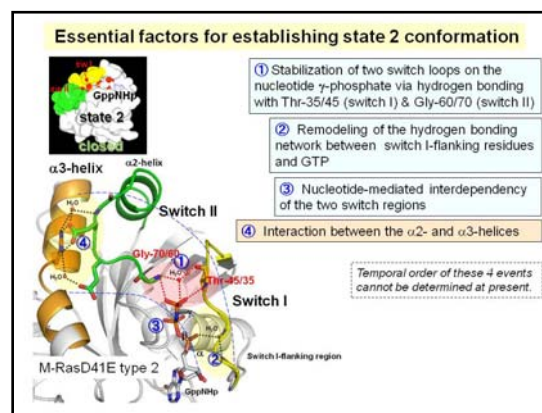 Essential factors for establishing state 2 conformation
sw1
GppNHp
state 2
closed
① Stabilization of two switch loops on the
nucleotide γ-phosphate via hydrogen bonding
with Thr-35/45 (switch I) & Gly-60/70 (switch II)
② Remodeling of the hydrogen bonding
network between switch I-flanking residues
and GTP
③ Nucleotide-mediated interdependency
of the two switch regions
④ Interaction between the α2- and α3-helices
Temporal order of these 4 events
cannot be determined at present.
α3-helix
α2-helix
Switch II
H₂O
④
Gly-70/60
①
H₂O
Thr-45/35
H₂O
Switch I
③
H₂O
β
α
②
Switch I-flanking region
M-RasD41E type 2
GppNHp